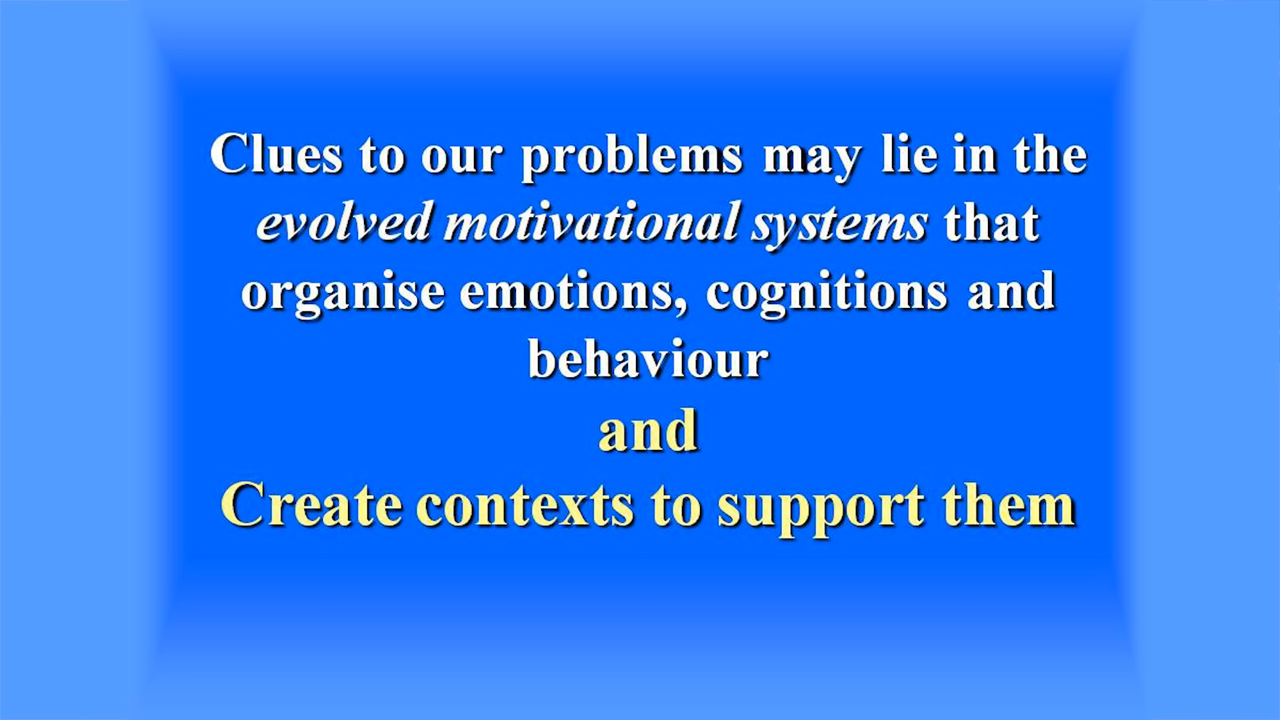 Clues to our problems may lie in the
evolved motivational systems that
organise emotions, cognitions and
behaviour
and
Create contexts to support them